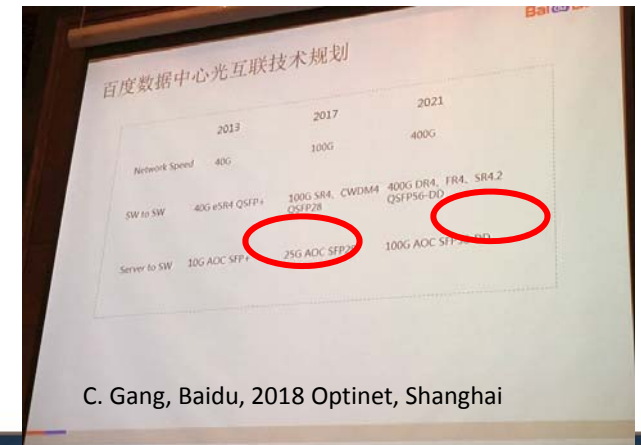 Bai
百度数据中心光互联技术规划
2013 2017 2021
Network Speed 40G 100G 400G
SW to SW 40G eSR4 QSFP+ 100G SR4, CWDM4 QSFP28 400G DR4, FR4, SR4.2 QSFP56-DD
Server to SW 10G AOC SFP+ 25G AOC 100G AOC
C. Gang, Baidu, 2018 Optinet, Shanghai